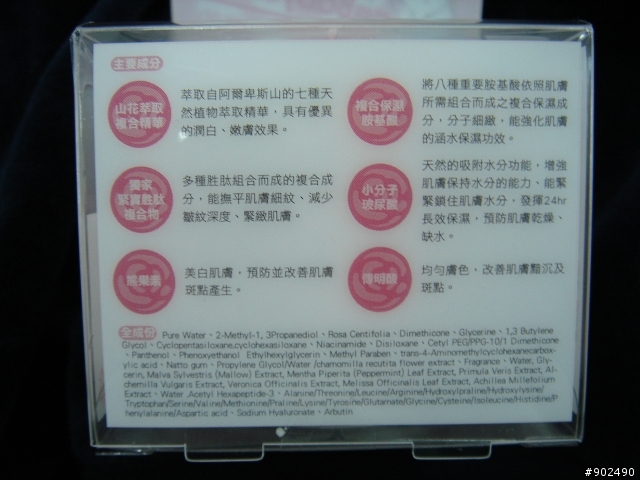 主要成分
山花萃取
複合精華
萃取自阿爾卑斯山的七種天
然植物萃取精華，具有優異
的潤白、嫩膚效果。
複合保濕
胺基酸
將八種重要胺基酸依照肌膚
所需組合而成之複合保濕成
分，分子細緻，能強化肌膚
的涵水保濕功效。
獨家
緊實胜肽
複合物
多種胜肽組合而成的複合成
分，能撫平肌膚細紋、減少
皺紋深度、緊緻肌膚。
小分子
玻尿酸
天然的吸附水分功能，增強
肌膚保持水分的能力、能緊
緊鎖住肌膚水分，發揮24hr
長效保濕，預防肌膚乾燥、
缺水。
熊果素
美白肌膚，預防並改善肌膚
斑點產生。
傳明酸
均勻膚色，改善肌膚黯沉及
斑點。
全成份 Pure Water、2-Methyl-1, 3Propanediol、Rosa Centifolia、Dimethicone、Glycerine、1,3 Butylene
Glycol、Cyclopentasiloxane,cyclohexasiloxane、Niacinamide、Disiloxane、Cetyl PEG/PPG-10/1 Dimethicone
、Panthenol、Phenoxyethanol Ethylhexylglycerin、Methyl Paraben、trans-4-Aminomethylcyclohexanecarbox-
ylic acid、Natto gum、Propylene Glycol/Water /chamomilla recutita flower extract、Fragrance、Water, Gly-
cerin, Malva Sylvestris (Mallow) Extract, Mentha Piperita (Peppermint) Leaf Extract, Primula Veris Extract, Al-
chemilla Vulgaris Extract, Veronica Officinalis Extract, Melissa Officinalis Leaf Extract, Achillea Millefolium
Extract、Water ,Acetyl Hexapeptide-3、Alanine/Threonine/Leucine/Arginine/Hydroxylpraline/Hydroxylysine/
Tryptophan/Serine/Valine/Methionine/Praline/Lysine/Tyrosine/Glutamate/Glycine/Cysteine/Isoleucine/Histidine/P
henylalanine/Aspartic acid、Sodium Hyaluronate、Arbutin
#902490